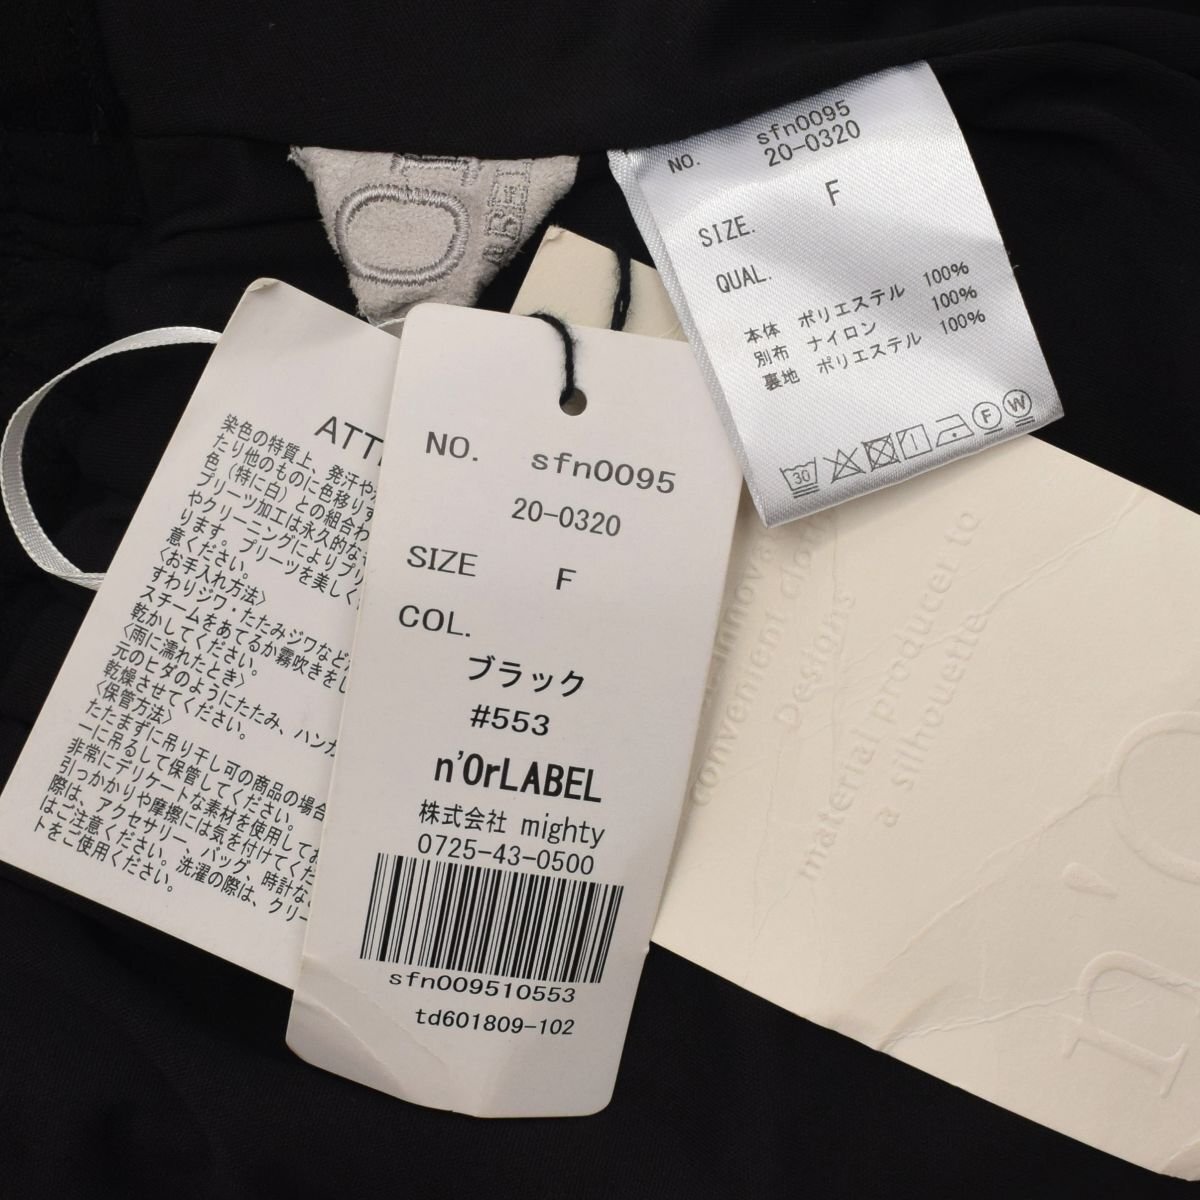 NO. sfn0095
20-0320
SIZE. F
QUAL.
本体 ポリエステル 100%
別布 ナイロン 100%
裏地 ポリエステル 100%
30
F
W
NO. sfn0095
20-0320
SIZE F
COL.
ブラック
#553
n'OrLABEL
株式会社 mighty
0725-43-0500
sfn009510553
td601809-102
染色の特質上、発汗や
たり他のものに色移りす
色(特に白)との組合わ
プリーツ加工は永久的な
やクリーニングによりプリ
ります。プリーツを美しく
意ください。
<お手入れ方法>
すわりジワ・たたみジワなど
スチームをあてるか霧吹きをし
乾かしてください。
<雨に濡れたとき>
元のヒダのようにたたみ、ハンガ
乾燥させてください。
<保管方法>
たたまずに吊り干し可の商品の場合
ーに吊るして保管してください。
非常にデリケートな素材を使用してお
引っかかりや摩擦には気を付けてくだ
際は、アクセサリー、バッグ、時計な
はご注意ください。洗濯の際は、クリー
トをご使用ください。
convenient
Designs
material producer to
a silhouette
n'O